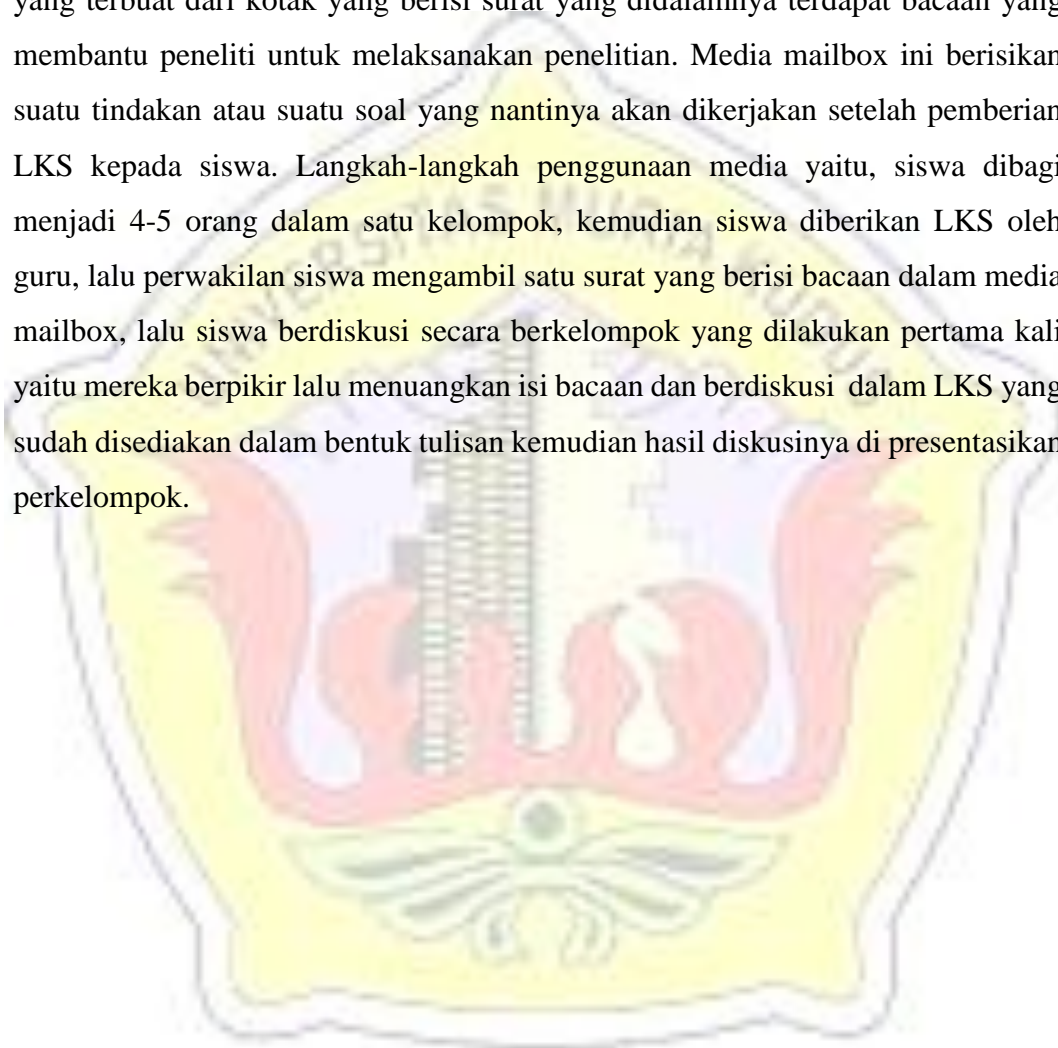 yang terbuat dari kotak yang berisi surat yang didalamnya terdapat bacaan yang
membantu peneliti untuk melaksanakan penelitian. Media mailbox ini berisikan
suatu tindakan atau suatu soal yang nantinya akan dikerjakan setelah pemberian
LKS kepada siswa. Langkah-langkah penggunaan media yaitu, siswa dibagi
menjadi 4-5 orang dalam satu kelompok, kemudian siswa diberikan LKS oleh
guru, lalu perwakilan siswa mengambil satu surat yang berisi bacaan dalam media
mailbox, lalu siswa berdiskusi secara berkelompok yang dilakukan pertama kali
yaitu mereka berpikir lalu menuangkan isi bacaan dan berdiskusi dalam LKS yang
sudah disediakan dalam bentuk tulisan kemudian hasil diskusinya di presentasikan
perkelompok.
UNIVERSITAS MURIA KUDUS